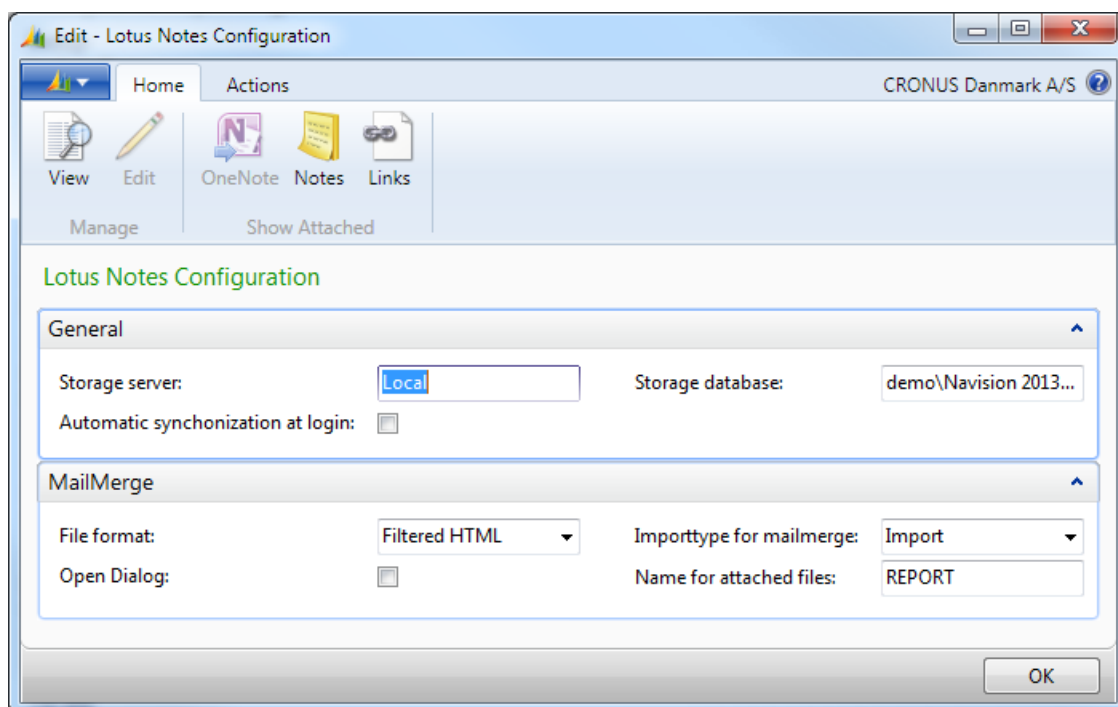 Edit - Lotus Notes Configuration
Home Actions CRONUS Danmark A/S
View Edit OneNote Notes Links
Manage Show Attached
Lotus Notes Configuration
General
Storage server: Local Storage database: demo\Navision 2013...
Automatic synchonization at login:
MailMerge
File format: Filtered HTML Importtype for mailmerge: Import
Open Dialog: Name for attached files: REPORT
OK